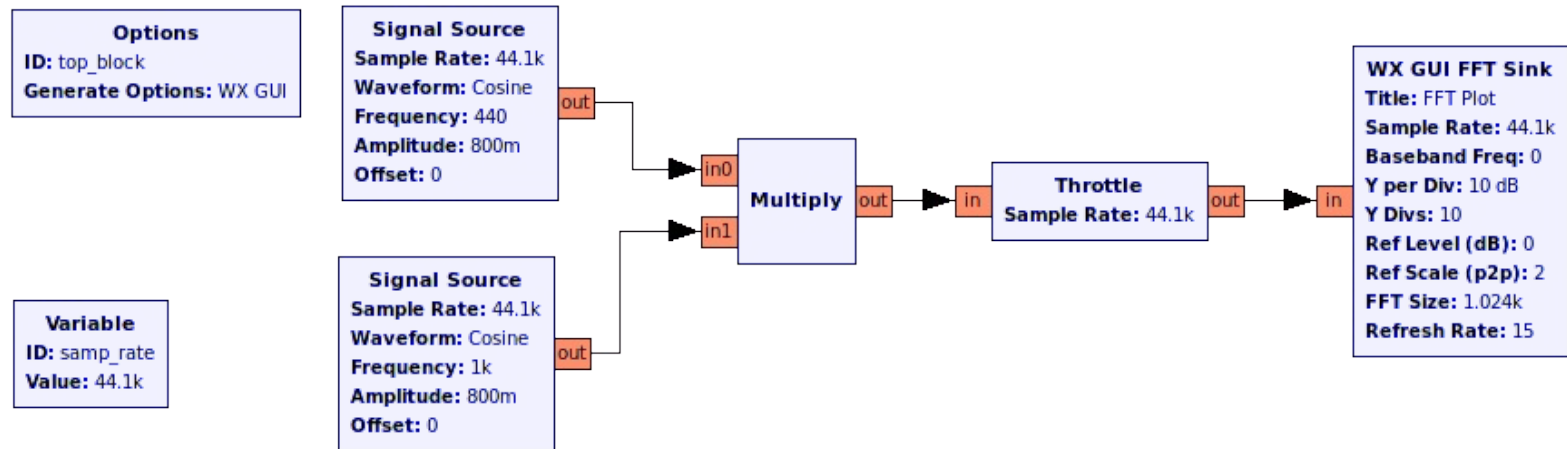 Options
ID: top_block
Generate Options: WX GUI
Variable
ID: samp_rate
Value: 44.1k
Signal Source
Sample Rate: 44.1k
Waveform: Cosine
Frequency: 440
Amplitude: 800m
Offset: 0
out
Signal Source
Sample Rate: 44.1k
Waveform: Cosine
Frequency: 1k
Amplitude: 800m
Offset: 0
out
in0
in1
Multiply
out
in
Throttle
Sample Rate: 44.1k
out
in
WX GUI FFT Sink
Title: FFT Plot
Sample Rate: 44.1k
Baseband Freq: 0
Y per Div: 10 dB
Y Divs: 10
Ref Level (dB): 0
Ref Scale (p2p): 2
FFT Size: 1.024k
Refresh Rate: 15